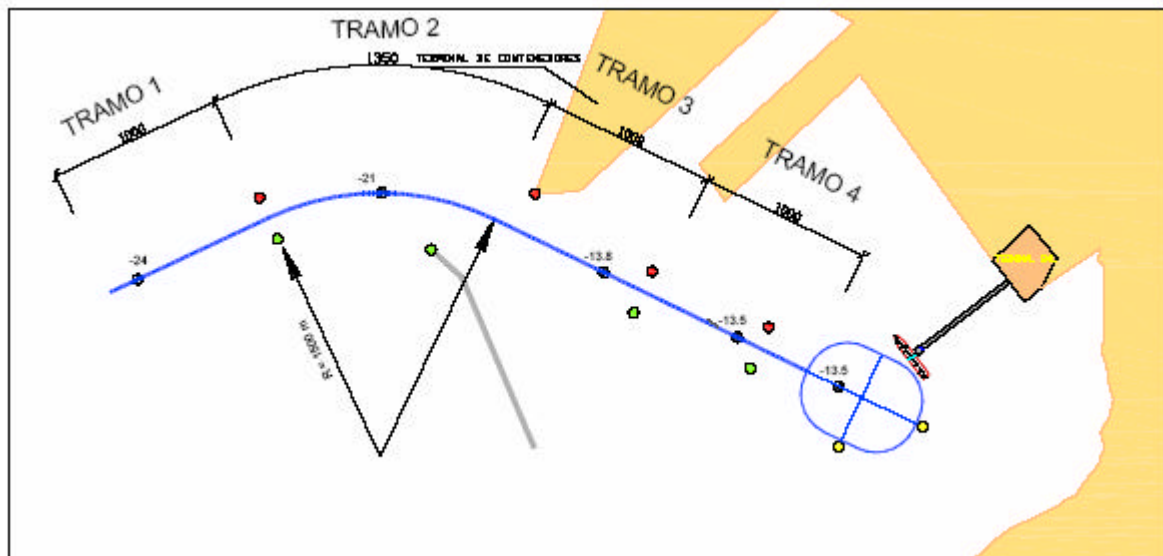 TRAMO 2
1350
TERMINAL DE CONTENEDORES
TRAMO 1
1000
TRAMO 3
1000
TRAMO 4
1000
-21
-24
-13.8
-13.5
-13.5
R = 1500 m